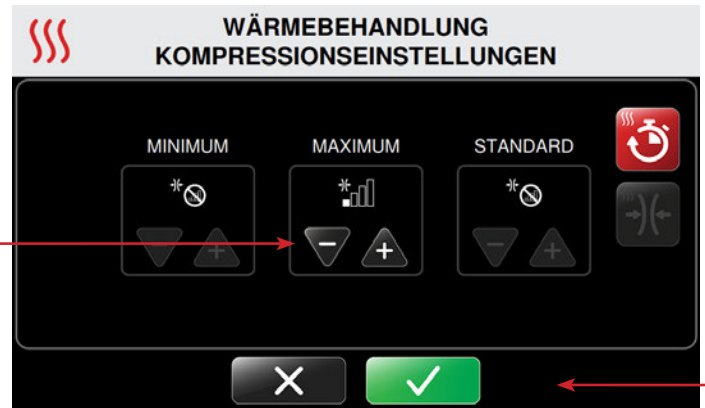 WÄRMEBEHANDLUNG
KOMPRESSIONSEINSTELLUNGEN
MINIMUM MAXIMUM STANDARD